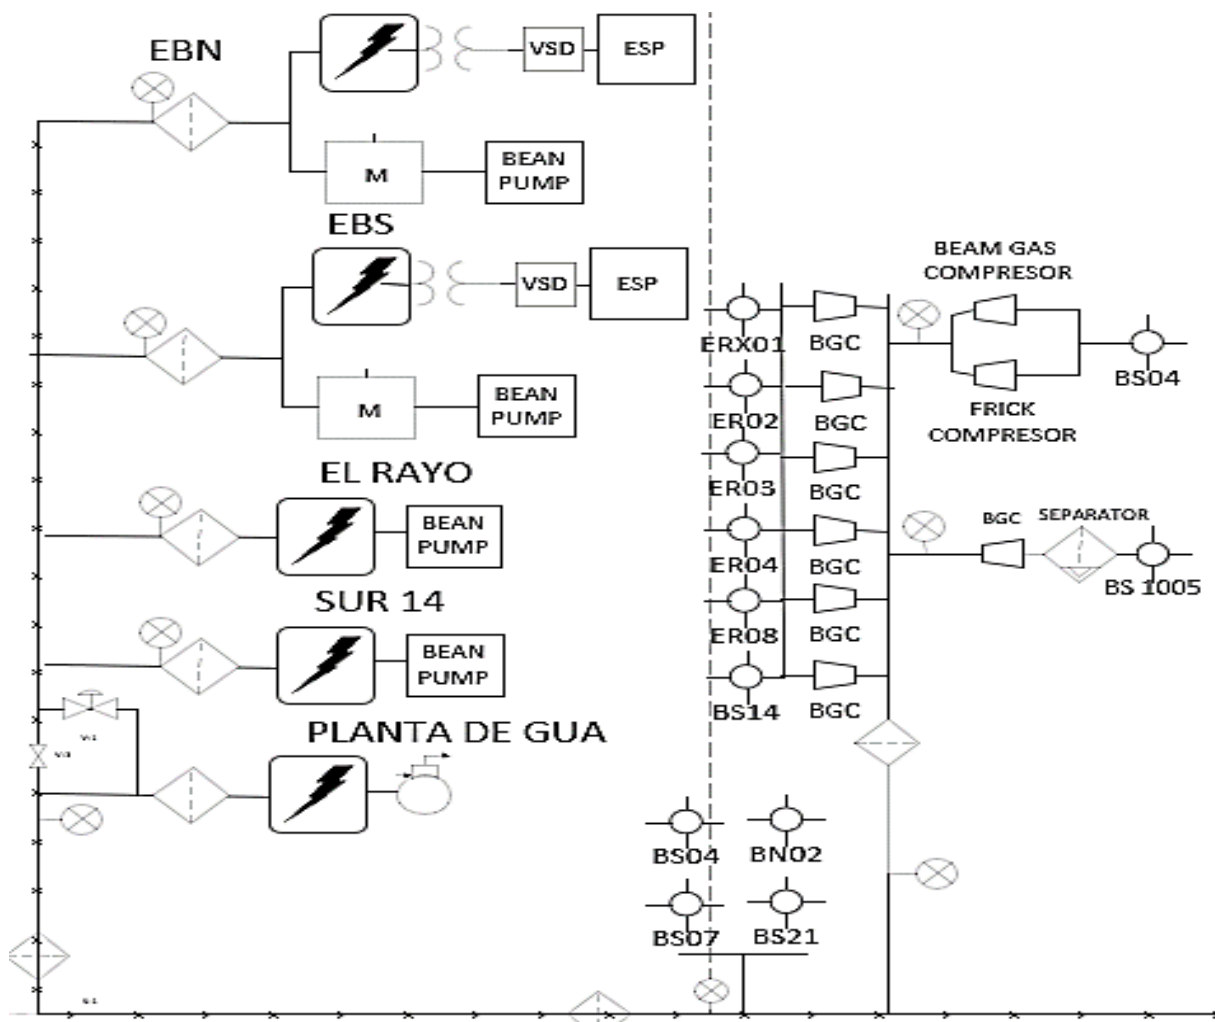 EBN
VSD
ESP
M
BEAN
PUMP
EBS
VSD
ESP
M
BEAN
PUMP
EL RAYO
BEAN
PUMP
SUR 14
BEAN
PUMP
PLANTA DE GUA
BEAM GAS
COMPRESOR
ERX01
BGC
BS04
ER02
BGC
FRICK
COMPRESOR
ER03
BGC
BGC
SEPARATOR
ER04
BGC
BS 1005
ER08
BGC
BS14
BGC
BS04
BN02
BS07
BS21